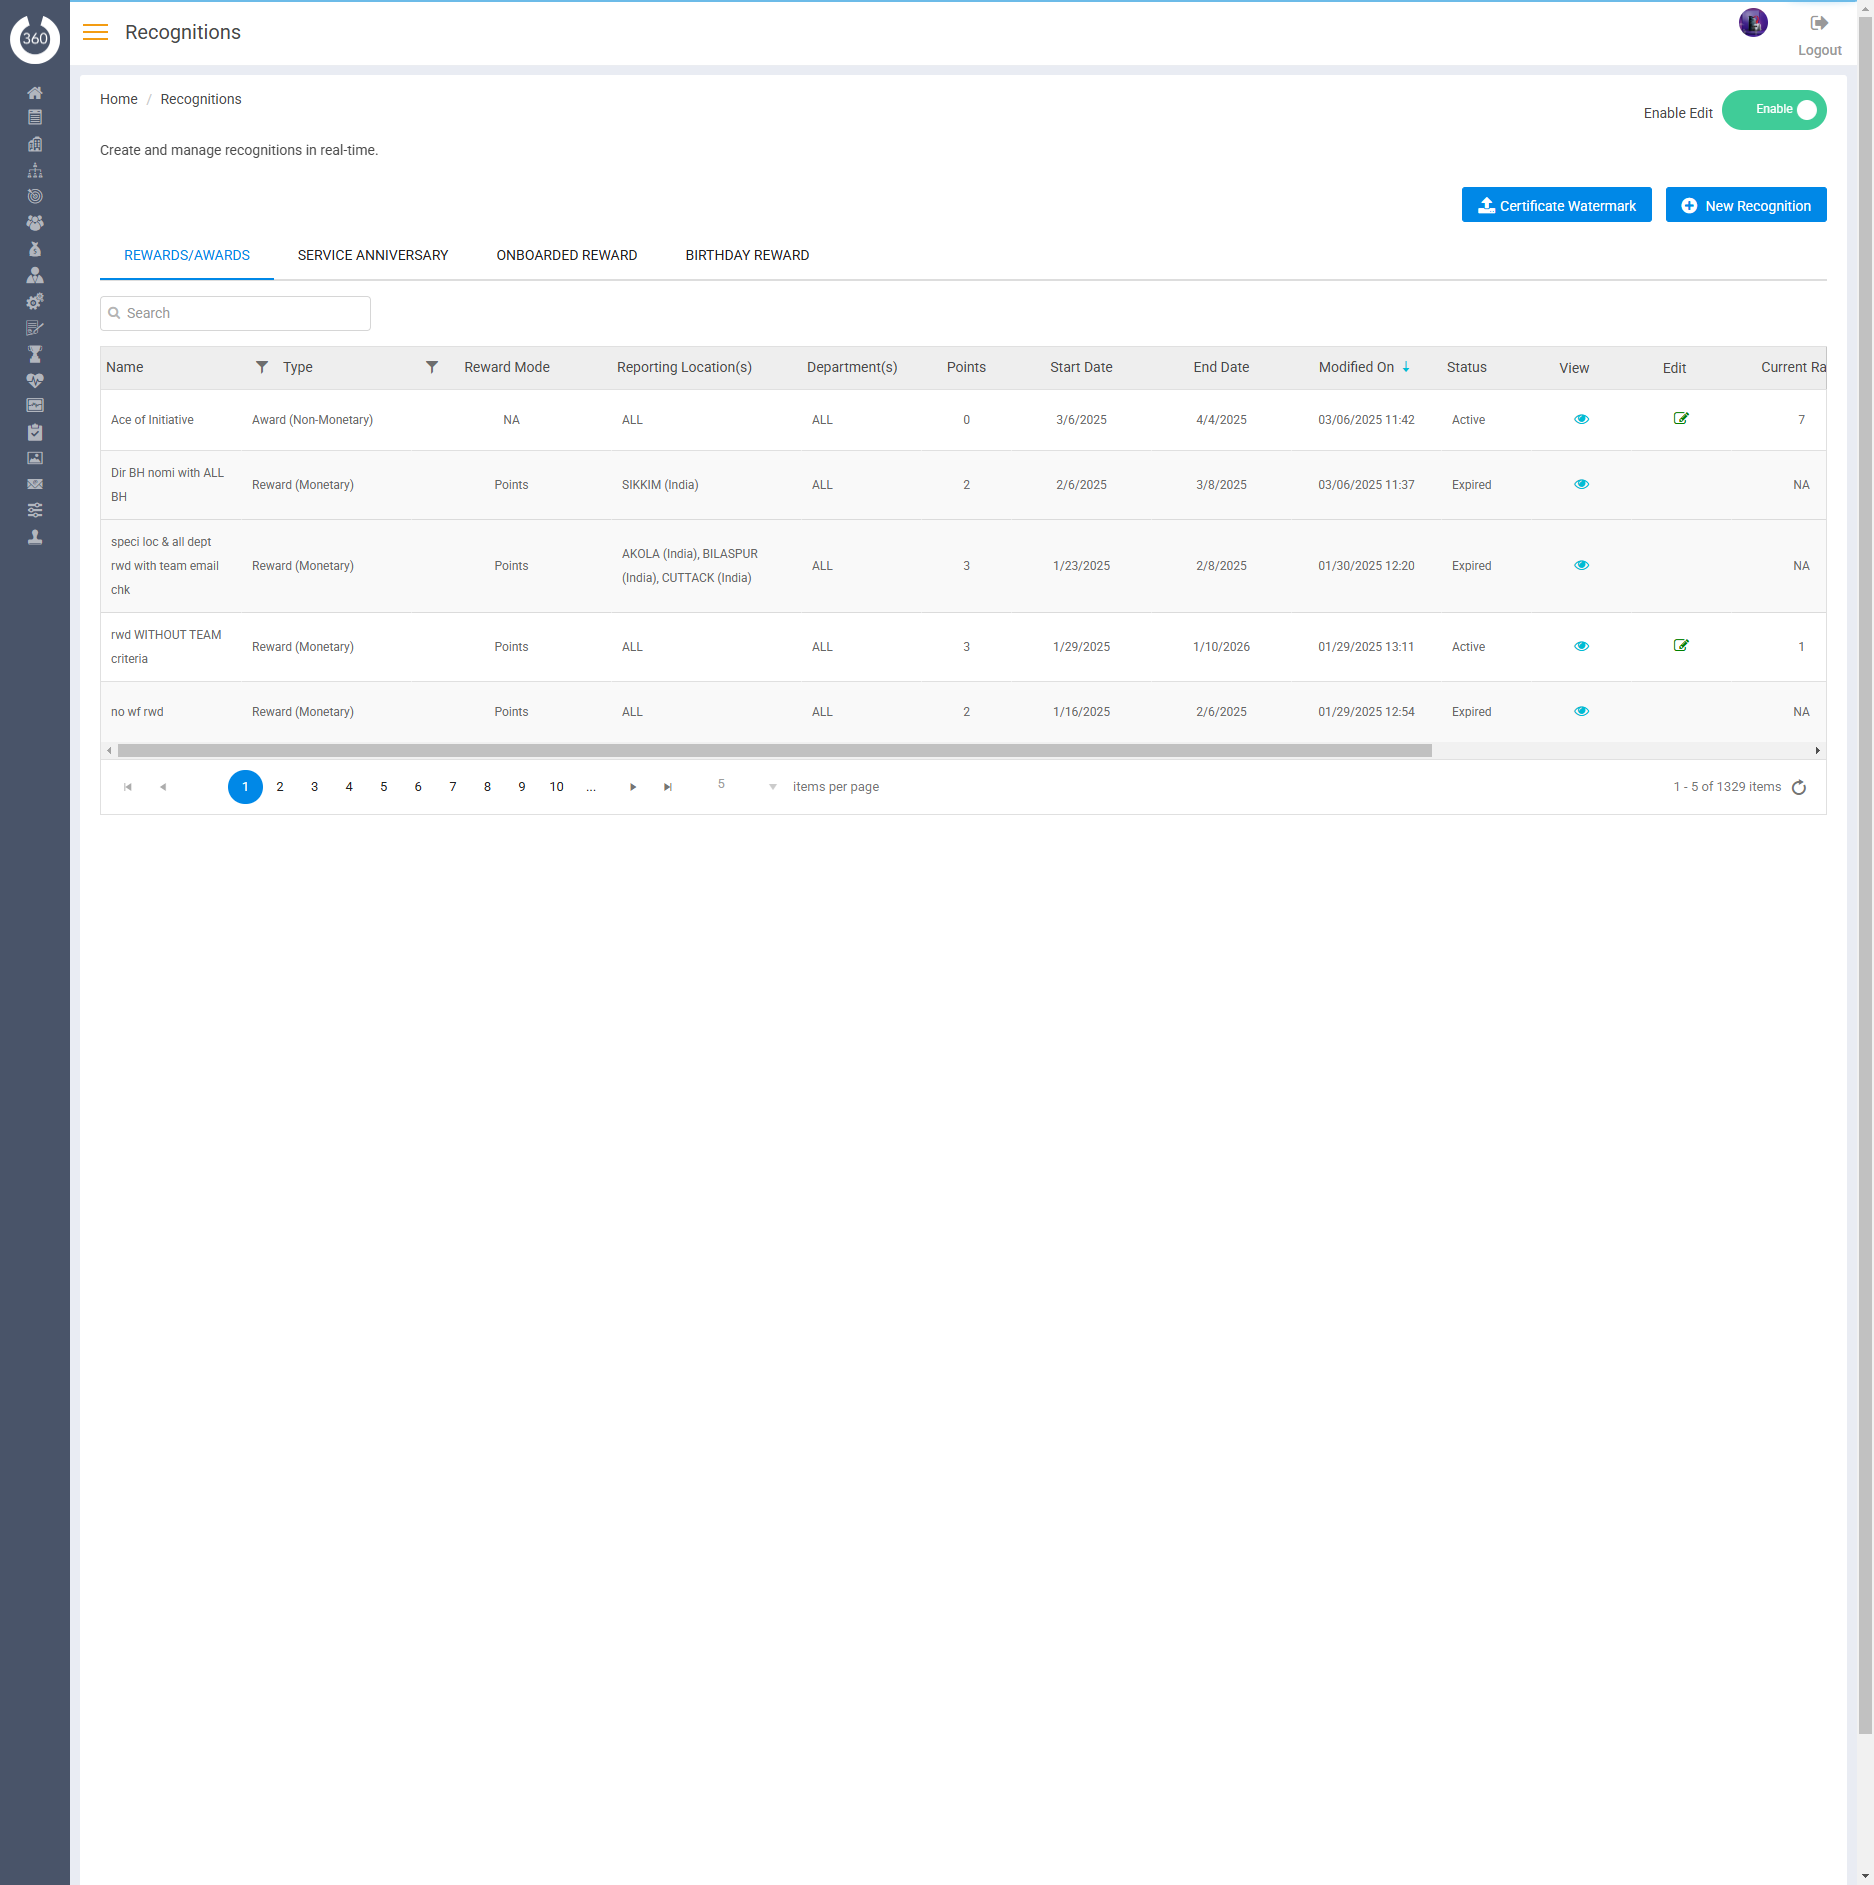 360
Recognitions
Logout
Home / Recognitions
Enable Edit Enable
Create and manage recognitions in real-time.
Certificate Watermark New Recognition
REWARDS/AWARDS SERVICE ANNIVERSARY ONBOARDED REWARD BIRTHDAY REWARD
Search
Name Type Reward Mode Reporting Location(s) Department(s) Points Start Date End Date Modified On Status View Edit Current Ra
Ace of Initiative Award (Non-Monetary) NA ALL ALL 0 3/6/2025 4/4/2025 03/06/2025 11:42 Active 7
Dir BH nomi with ALL
BH
Reward (Monetary) Points SIKKIM (India) ALL 2 2/6/2025 3/8/2025 03/06/2025 11:37 Expired NA
speci loc & all dept
rwd with team email
chk
Reward (Monetary) Points
AKOLA (India), BILASPUR
(India), CUTTACK (India)
ALL 3 1/23/2025 2/8/2025 01/30/2025 12:20 Expired NA
rwd WITHOUT TEAM
criteria
Reward (Monetary) Points ALL ALL 3 1/29/2025 1/10/2026 01/29/2025 13:11 Active 1
no wf rwd Reward (Monetary) Points ALL ALL 2 1/16/2025 2/6/2025 01/29/2025 12:54 Expired NA
1 2 3 4 5 6 7 8 9 10 ... 5 items per page 1 - 5 of 1329 items